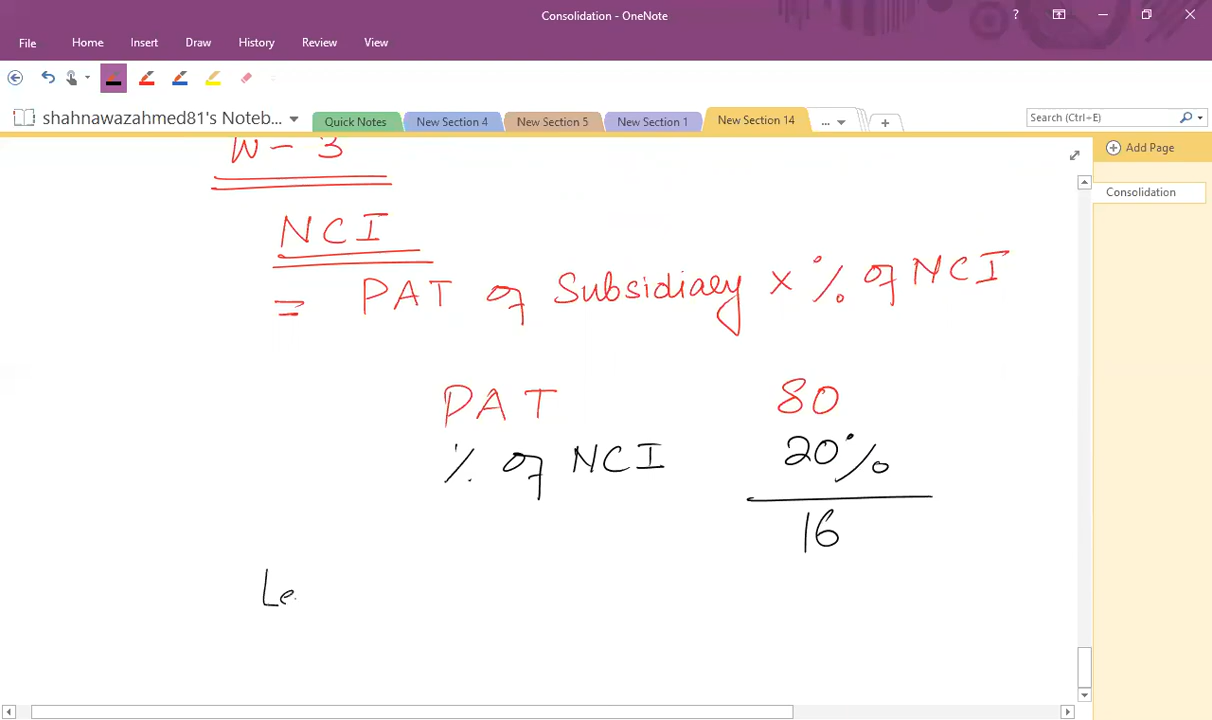 Consolidation - OneNote
?
File Home Insert Draw History Review View
shahnawazahmed81's Noteb... Quick Notes New Section 4 New Section 5 New Section 1 New Section 14 ... + Search (Ctrl+E)
Add Page
Consolidation
W - 3
NCI
= PAT of Subsidiary x % of NCI
PAT 80
% of NCI 20%
16
Le